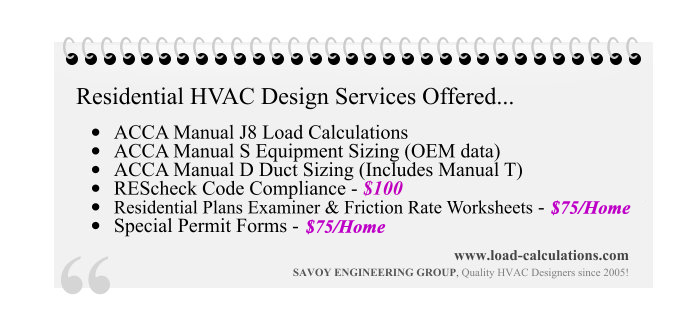 Residential HVAC Design Services Offered...
• ACCA Manual J8 Load Calculations
• ACCA Manual S Equipment Sizing (OEM data)
• ACCA Manual D Duct Sizing (Includes Manual T)
• REScheck Code Compliance - $100
• Residential Plans Examiner & Friction Rate Worksheets - $75/Home
• Special Permit Forms - $75/Home
www.load-calculations.com
SAVOY ENGINEERING GROUP, Quality HVAC Designers since 2005!